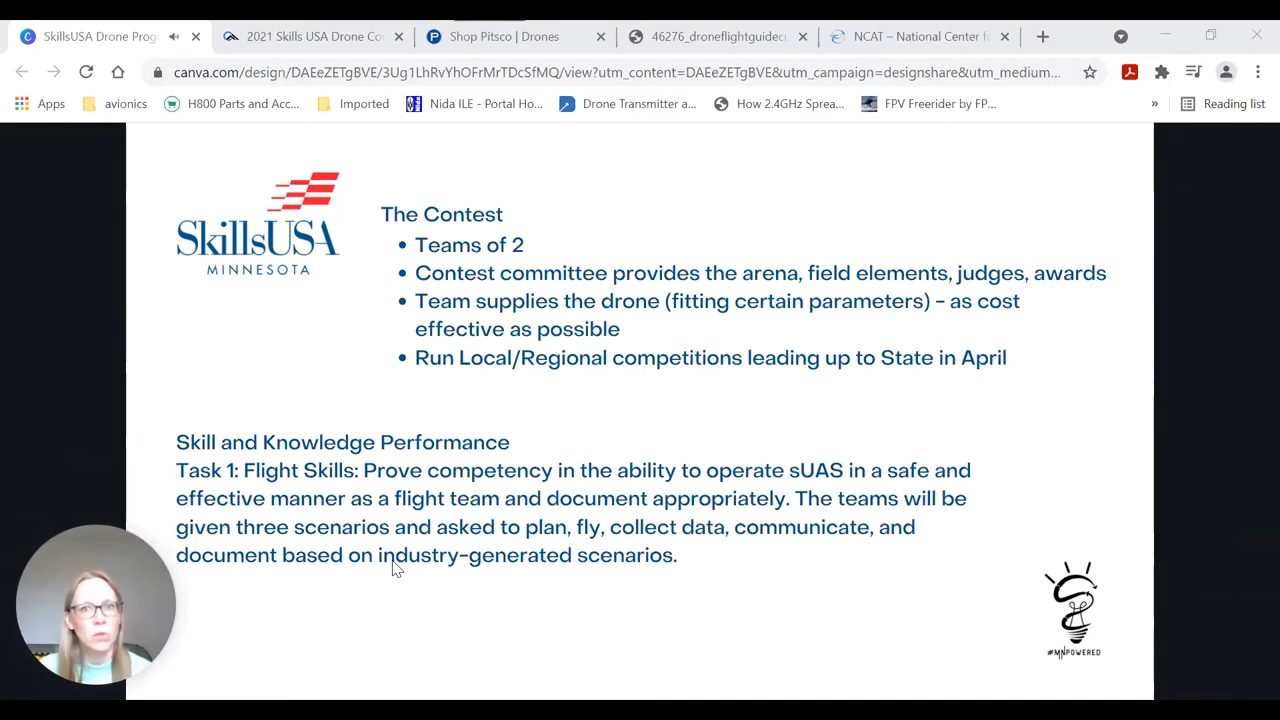 SkillsUSA Drone Prog
2021 Skills USA Drone Co
Shop Pitsco | Drones
46276_droneflightguidecu
NCAT – National Center f
canva.com/design/DAEeZETgBVE/3Ug1LhRvYhOFrMrTDcSfMQ/view?utm_content=DAEeZETgBVE&utm_campaign=designshare&utm_medium...
Apps
avionics
H800 Parts and Acc...
Imported
Nida ILE - Portal Ho...
Drone Transmitter a...
How 2.4GHz Sprea...
FPV Freerider by FP...
»
Reading list
SkillsUSA
MINNESOTA
The Contest
• Teams of 2
• Contest committee provides the arena, field elements, judges, awards
• Team supplies the drone (fitting certain parameters) - as cost
effective as possible
• Run Local/Regional competitions leading up to State in April
Skill and Knowledge Performance
Task 1: Flight Skills: Prove competency in the ability to operate sUAS in a safe and
effective manner as a flight team and document appropriately. The teams will be
given three scenarios and asked to plan, fly, collect data, communicate, and
document based on industry-generated scenarios.
#MNPOWERED